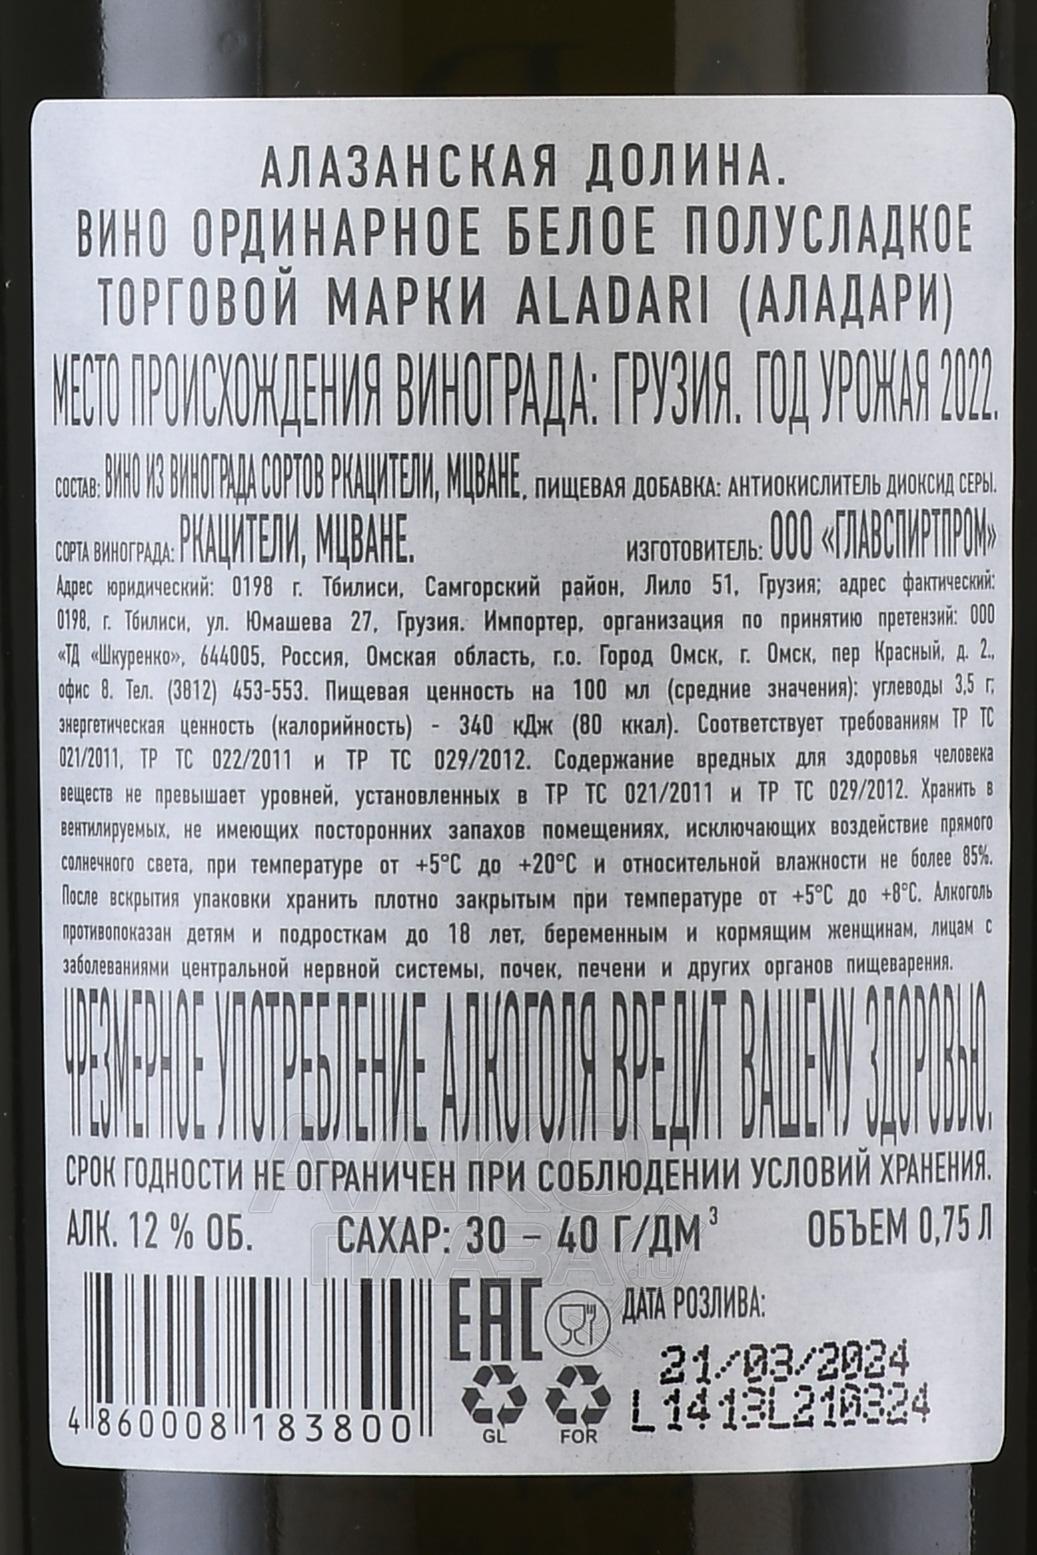 АЛАЗАНСКАЯ ДОЛИНА.
ВИНО ОРДИНАРНОЕ БЕЛОЕ ПОЛУСЛАДКОЕ
ТОРГОВОЙ МАРКИ ALADARI (АЛАДАРИ)
МЕСТО ПРОИСХОЖДЕНИЯ ВИНОГРАДА: ГРУЗИЯ. ГОД УРОЖАЯ 2022.
СОСТАВ: ВИНО ИЗ ВИНОГРАДА СОРТОВ РКАЦИТЕЛИ, МЦВАНЕ, ПИЩЕВАЯ ДОБАВКА: АНТИОКИСЛИТЕЛЬ ДИОКСИД СЕРЫ.
СОРТА ВИНОГРАДА: РКАЦИТЕЛИ, МЦВАНЕ. ИЗГОТОВИТЕЛЬ: ООО «ГЛАВСПИРТПРОМ»
Адрес юридический: 0198 г. Тбилиси, Самгорский район, Лило 51, Грузия; адрес фактический:
0198, г. Тбилиси, ул. Юмашева 27, Грузия. Импортер, организация по принятию претензий: ООО
«ТД «Шкуренко», 644005, Россия, Омская область, г.о. Город Омск, г. Омск, пер Красный, д. 2.,
офис 8. Тел. (3812) 453-553. Пищевая ценность на 100 мл (средние значения): углеводы 3,5 г;
энергетическая ценность (калорийность) - 340 кДж (80 ккал). Соответствует требованиям ТР ТС
021/2011, ТР ТС 022/2011 и ТР ТС 029/2012. Содержание вредных для здоровья человека
веществ не превышает уровней, установленных в ТР ТС 021/2011 и ТР ТС 029/2012. Хранить в
вентилируемых, не имеющих посторонних запахов помещениях, исключающих воздействие прямого
солнечного света, при температуре от +5°С до +20°С и относительной влажности не более 85%.
После вскрытия упаковки хранить плотно закрытым при температуре от +5°С до +8°С. Алкоголь
противопоказан детям и подросткам до 18 лет, беременным и кормящим женщинам, лицам с
заболеваниями центральной нервной системы, почек, печени и других органов пищеварения.
ЧРЕЗМЕРНОЕ УПОТРЕБЛЕНИЕ АЛКОГОЛЯ ВРЕДИТ ВАШЕМУ ЗДОРОВЬЮ.
СРОК ГОДНОСТИ НЕ ОГРАНИЧЕН ПРИ СОБЛЮДЕНИИ УСЛОВИЙ ХРАНЕНИЯ.
АЛК. 12 % ОБ. САХАР: 30 – 40 Г/ДМ³ ОБЪЕМ 0,75 Л
АЛКО
ПЛАЗА.ru
EAC ДАТА РОЗЛИВА:
21/03/2024
L1413L210324
4 860008 183800
GL FOR